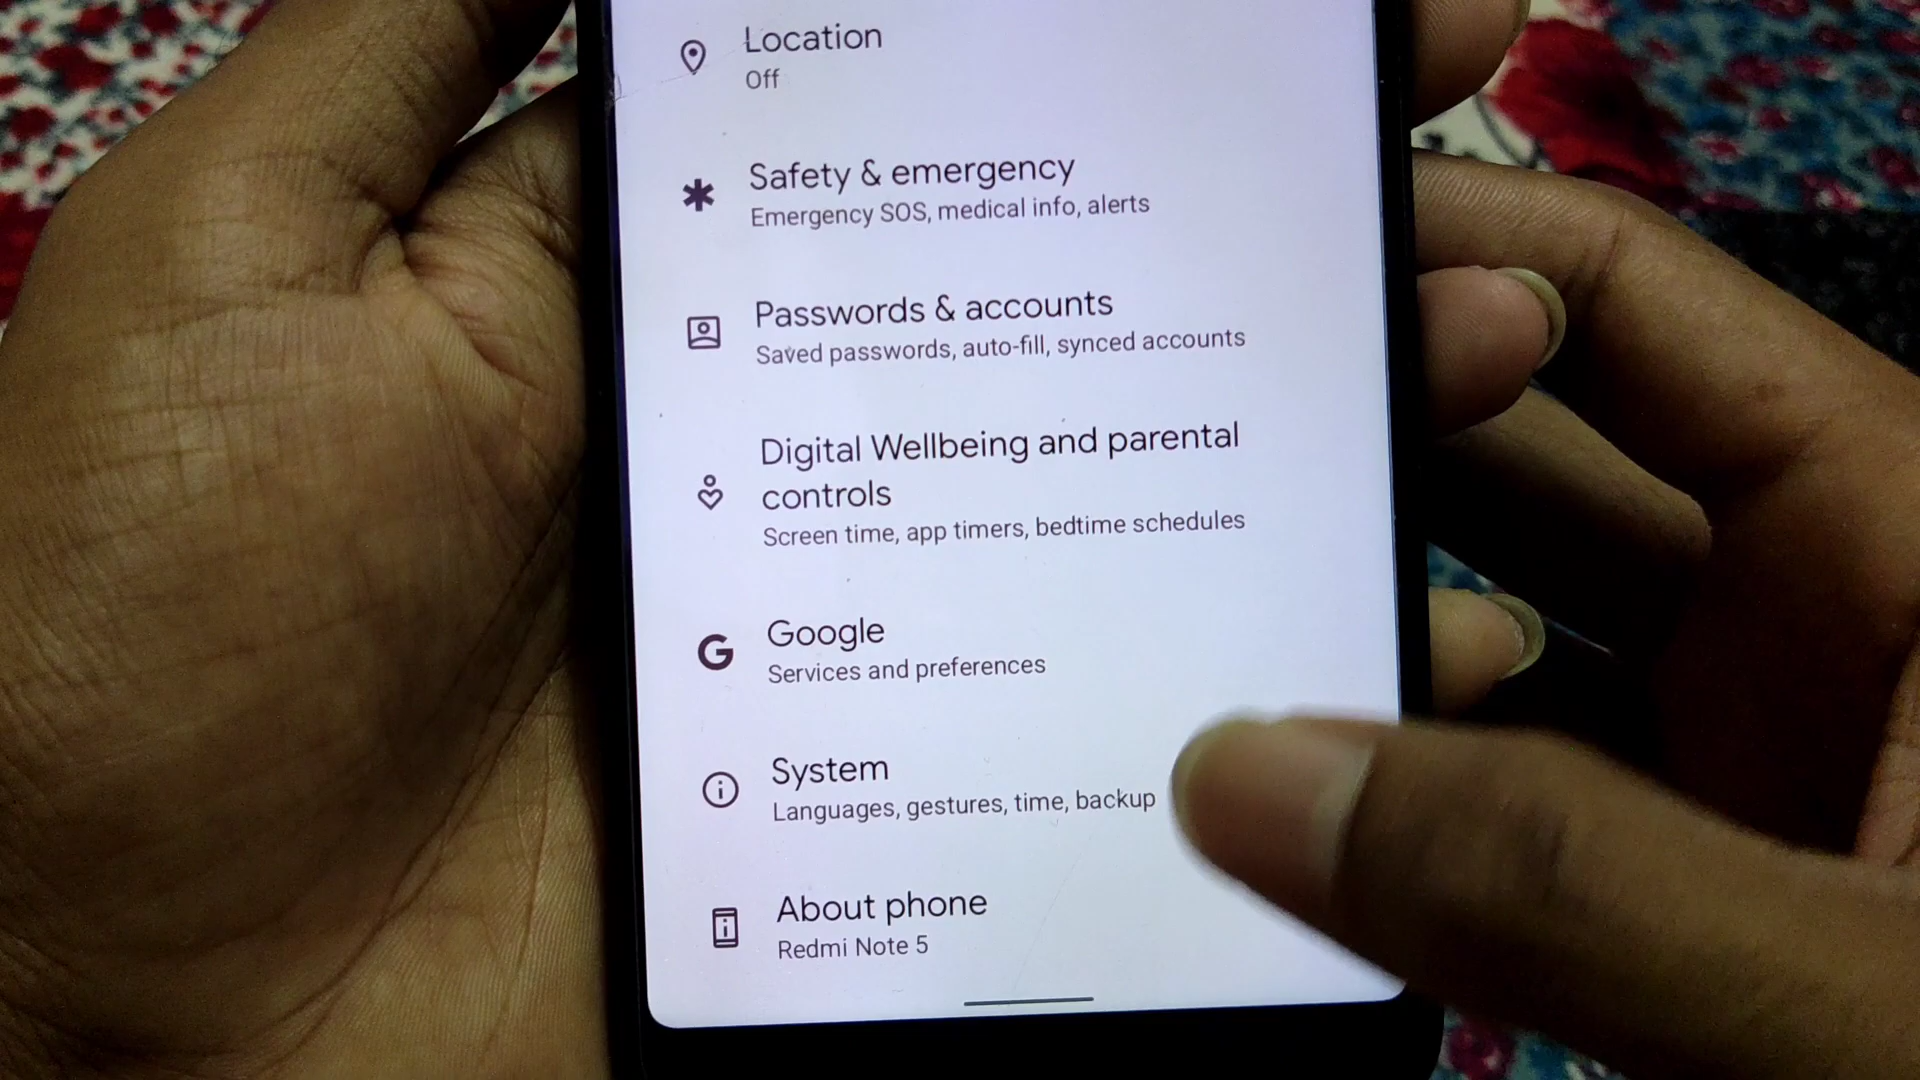 Location
Off
Safety & emergency
Emergency SOS, medical info, alerts
Passwords & accounts
Saved passwords, auto-fill, synced accounts
Digital Wellbeing and parental
controls
Screen time, app timers, bedtime schedules
Google
Services and preferences
System
Languages, gestures, time, backup
About phone
Redmi Note 5